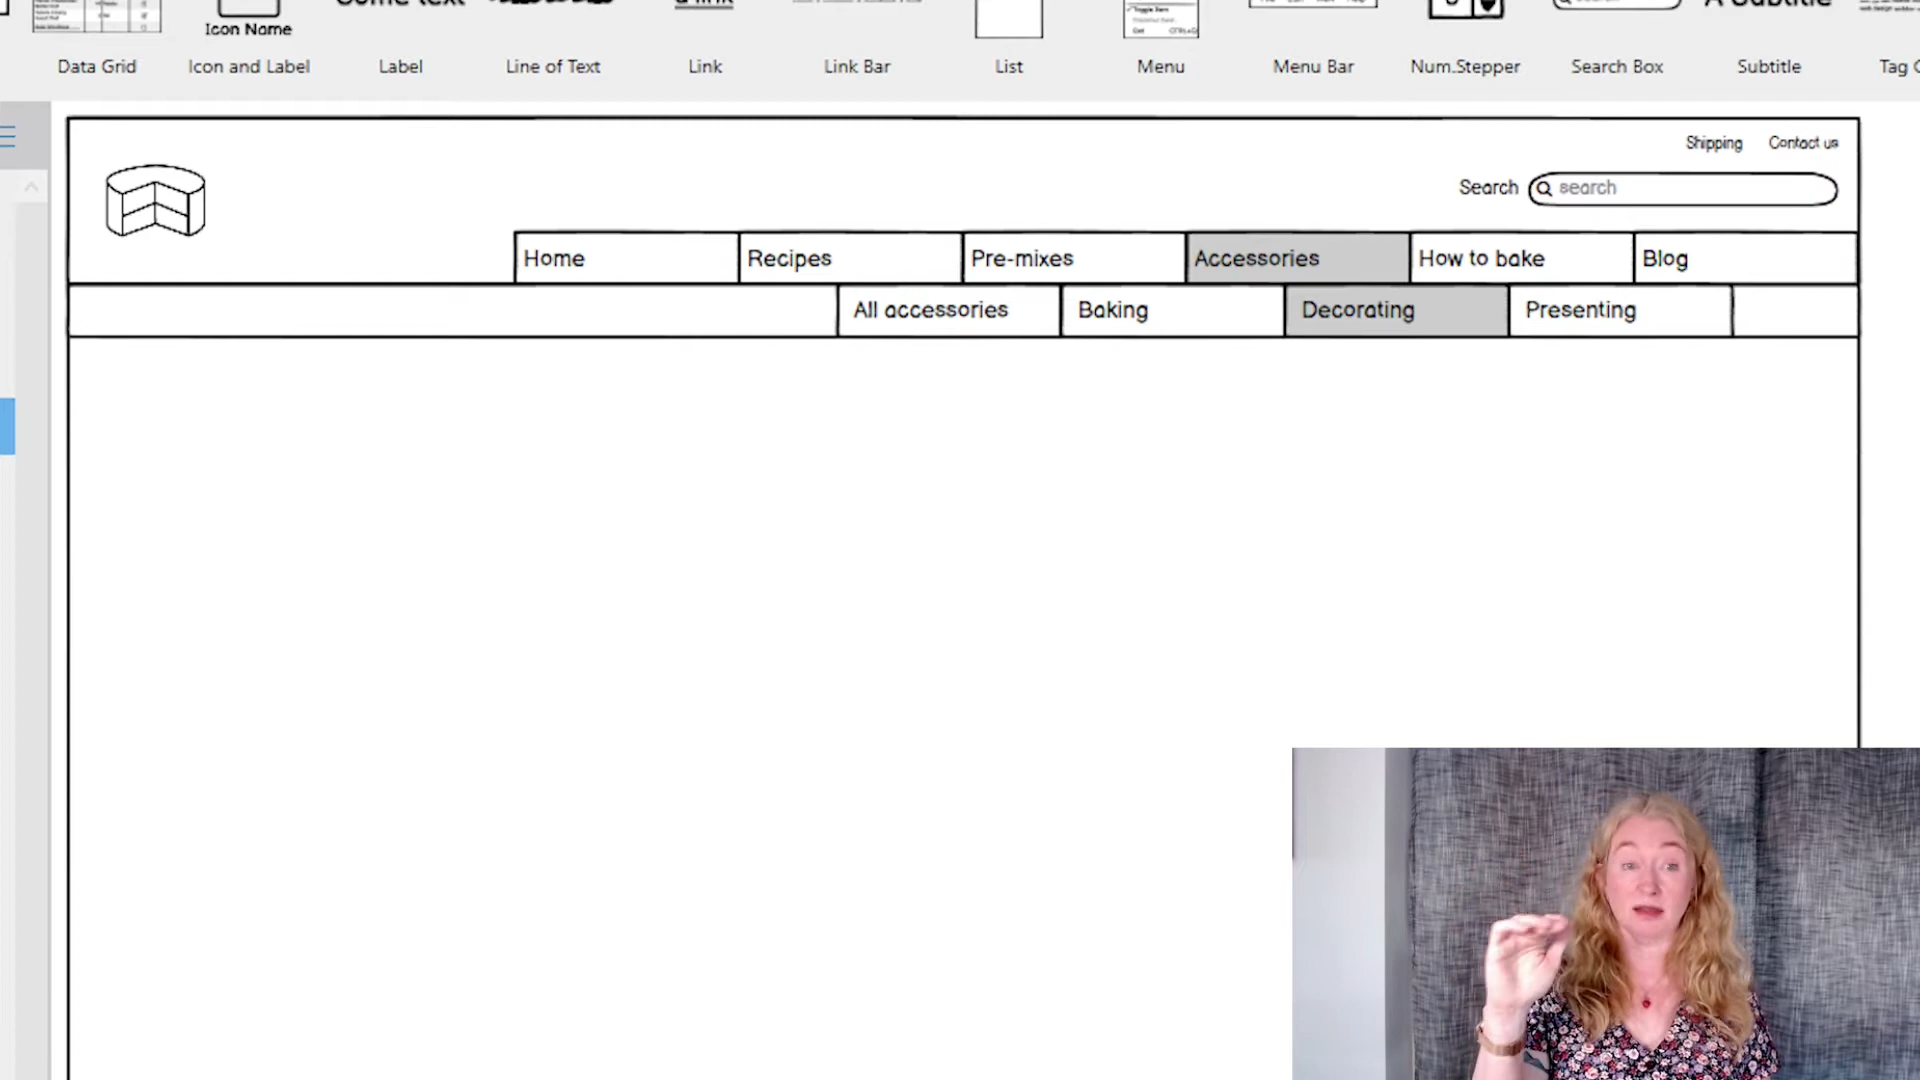 Icon Name
Data Grid
Icon and Label
Label
Line of Text
Link
Link Bar
List
Menu
Menu Bar
Num.Stepper
Search Box
Subtitle
Tag
Shipping
Contact us
Search
search
Home
Recipes
Pre-mixes
Accessories
How to bake
Blog
All accessories
Baking
Decorating
Presenting